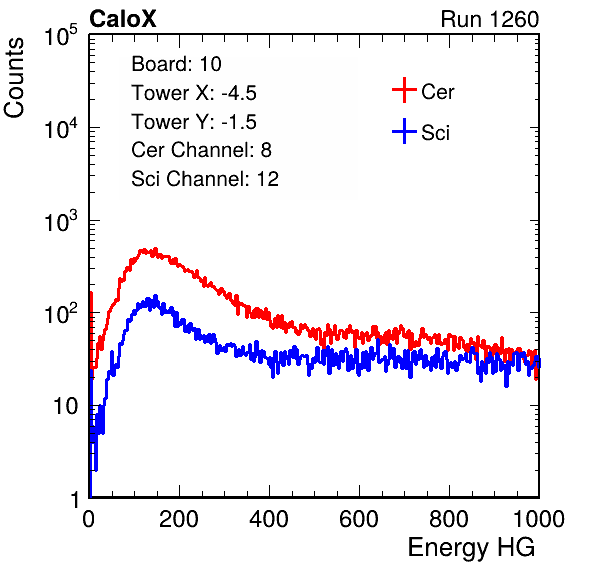 CaloX Run 1260
Counts
10^5
10^4
10^3
10^2
10
1
Board: 10
Tower X: -4.5
Tower Y: -1.5
Cer Channel: 8
Sci Channel: 12
Cer
Sci
0 200 400 600 800 1000
Energy HG